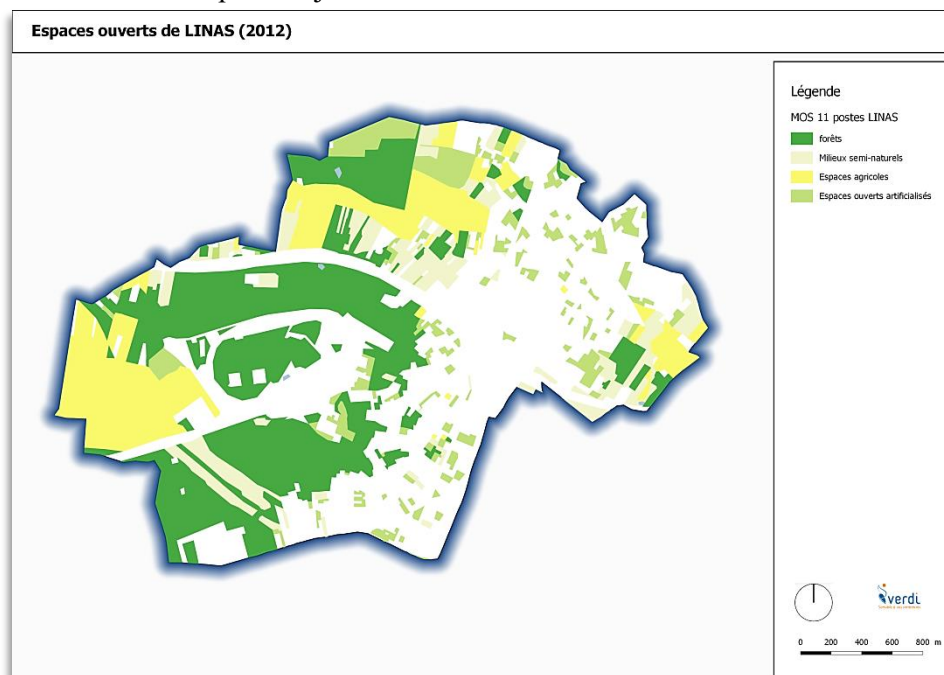 Espaces ouverts de LINAS (2012)
Légende
MOS 11 postes LINAS
forêts
Milieux semi-naturels
Espaces agricoles
Espaces ouverts artificialisés
verdi
0 200 400 600 800 m